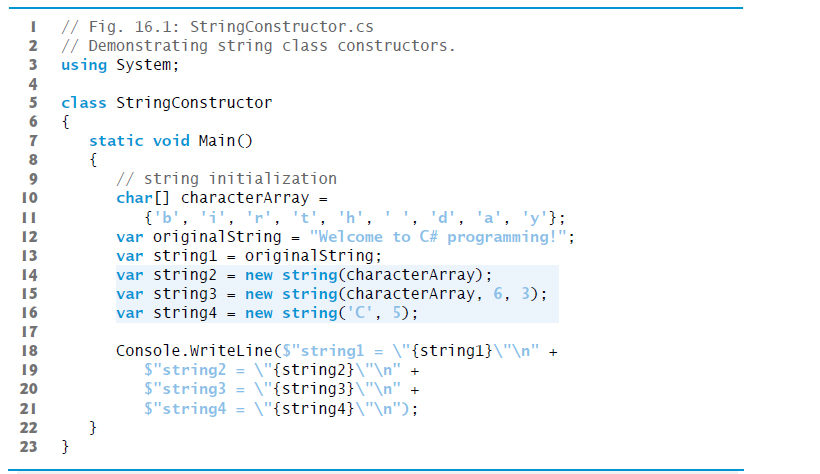 1 // Fig. 16.1: StringConstructor.cs
2 // Demonstrating string class constructors.
3 using System;
4
5 class StringConstructor
6 {
7    static void Main()
8    {
9       // string initialization
10       char[] characterArray =
11          {'b', 'i', 'r', 't', 'h', ' ', 'd', 'a', 'y'};
12       var originalString = "Welcome to C# programming!";
13       var string1 = originalString;
14       var string2 = new string(characterArray);
15       var string3 = new string(characterArray, 6, 3);
16       var string4 = new string('C', 5);
17
18       Console.WriteLine($"string1 = \"{string1}\"\n" +
19          $"string2 = \"{string2}\"\n" +
20          $"string3 = \"{string3}\"\n" +
21          $"string4 = \"{string4}\"\n");
22    }
23 }